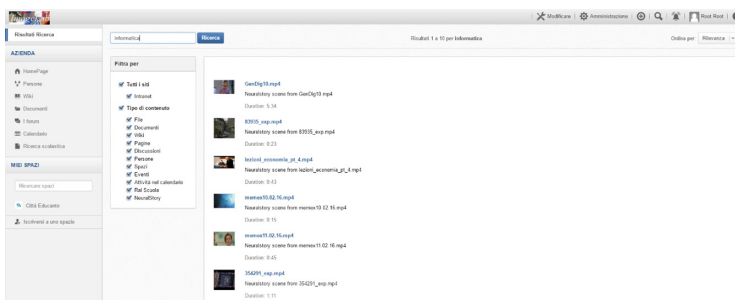 Modificare
Amministrazione
Root Root
Risultati Ricerca
Informatica
Ricerca
Risultati 1 a 10 per Informatica
Ordina per: Rilevanza
AZIENDA
HomePage
Persone
Wiki
Documenti
I forum
Calendario
Ricerca scolastica
MIEI SPAZI
Ricercare spazi
Città Educante
Iscriversi a uno spazio
Filtra per
Tutti i siti
Intranet
Tipo di contenuto
File
Documenti
Wiki
Pagine
Discussioni
Persone
Spazi
Eventi
Attività nel calendario
Rai Scuola
NeuralStory
GenDig10.mp4
Neuralstory scene from GenDig10.mp4
Duration: 5:34
83935_exp.mp4
Neuralstory scene from 83935_exp.mp4
Duration: 0:23
lezioni_economia_pt_4.mp4
Neuralstory scene from lezioni_economia_pt_4.mp4
Duration: 0:43
memex10.02.16.mp4
Neuralstory scene from memex10.02.16.mp4
Duration: 0:15
memex11.02.16.mp4
Neuralstory scene from memex11.02.16.mp4
Duration: 0:45
354291_exp.mp4
Neuralstory scene from 354291_exp.mp4
Duration: 1:11